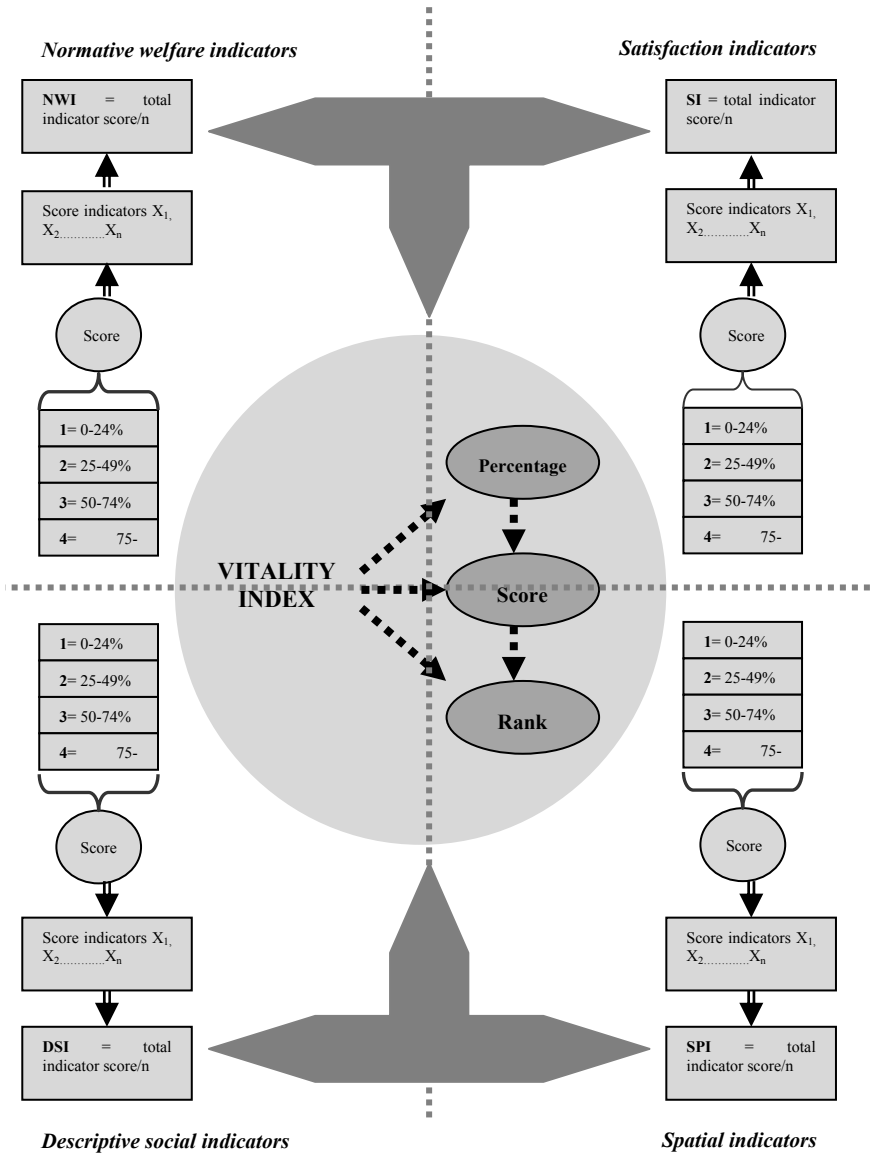 Normative welfare indicators
Satisfaction indicators
NWI = total
indicator score/n
SI = total indicator
score/n
Score indicators X1,
X2.............Xn
Score indicators X1,
X2.............Xn
Score
Score
1= 0-24%
2= 25-49%
3= 50-74%
4= 75-
1= 0-24%
2= 25-49%
3= 50-74%
4= 75-
Percentage
VITALITY
INDEX
Score
Rank
1= 0-24%
2= 25-49%
3= 50-74%
4= 75-
1= 0-24%
2= 25-49%
3= 50-74%
4= 75-
Score
Score
Score indicators X1,
X2.............Xn
Score indicators X1,
X2.............Xn
DSI = total
indicator score/n
SPI = total
indicator score/n
Descriptive social indicators
Spatial indicators